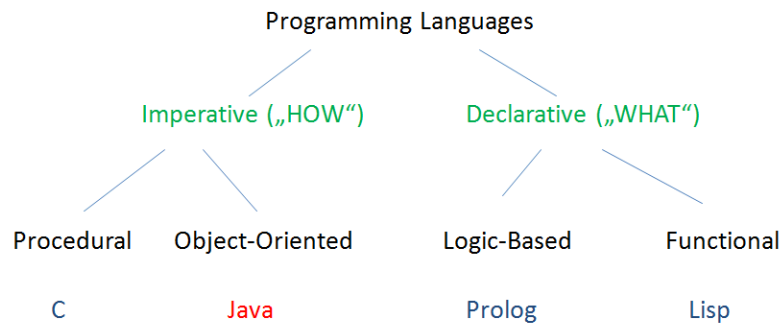 Programming Languages
Imperative („HOW“) Declarative („WHAT“)
Procedural Object-Oriented Logic-Based Functional
C Java Prolog Lisp